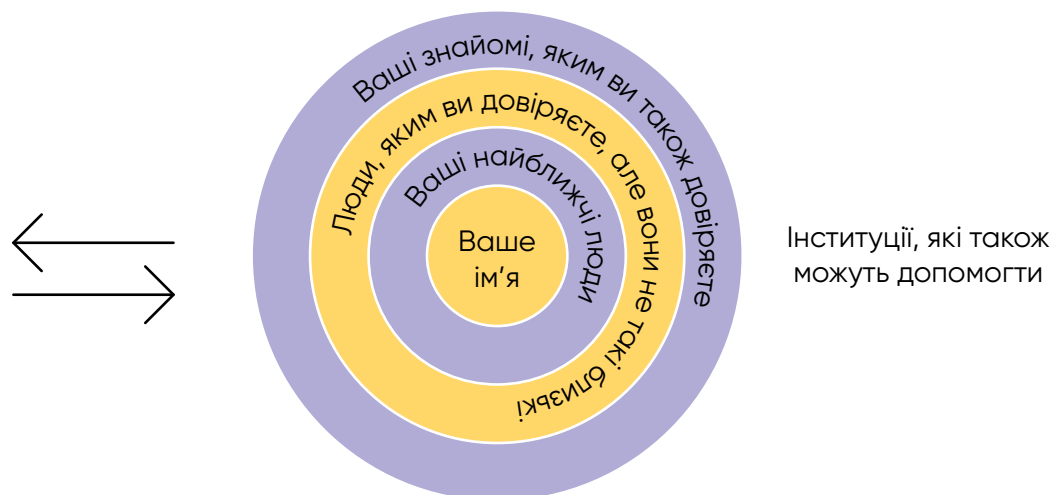 Ваші знайомі, яким ви також довіряєте
Люди, яким ви довіряєте, але вони не такі близькі
Ваші найближчі люди
Ваше
ім’я
Інституції, які також
можуть допомогти